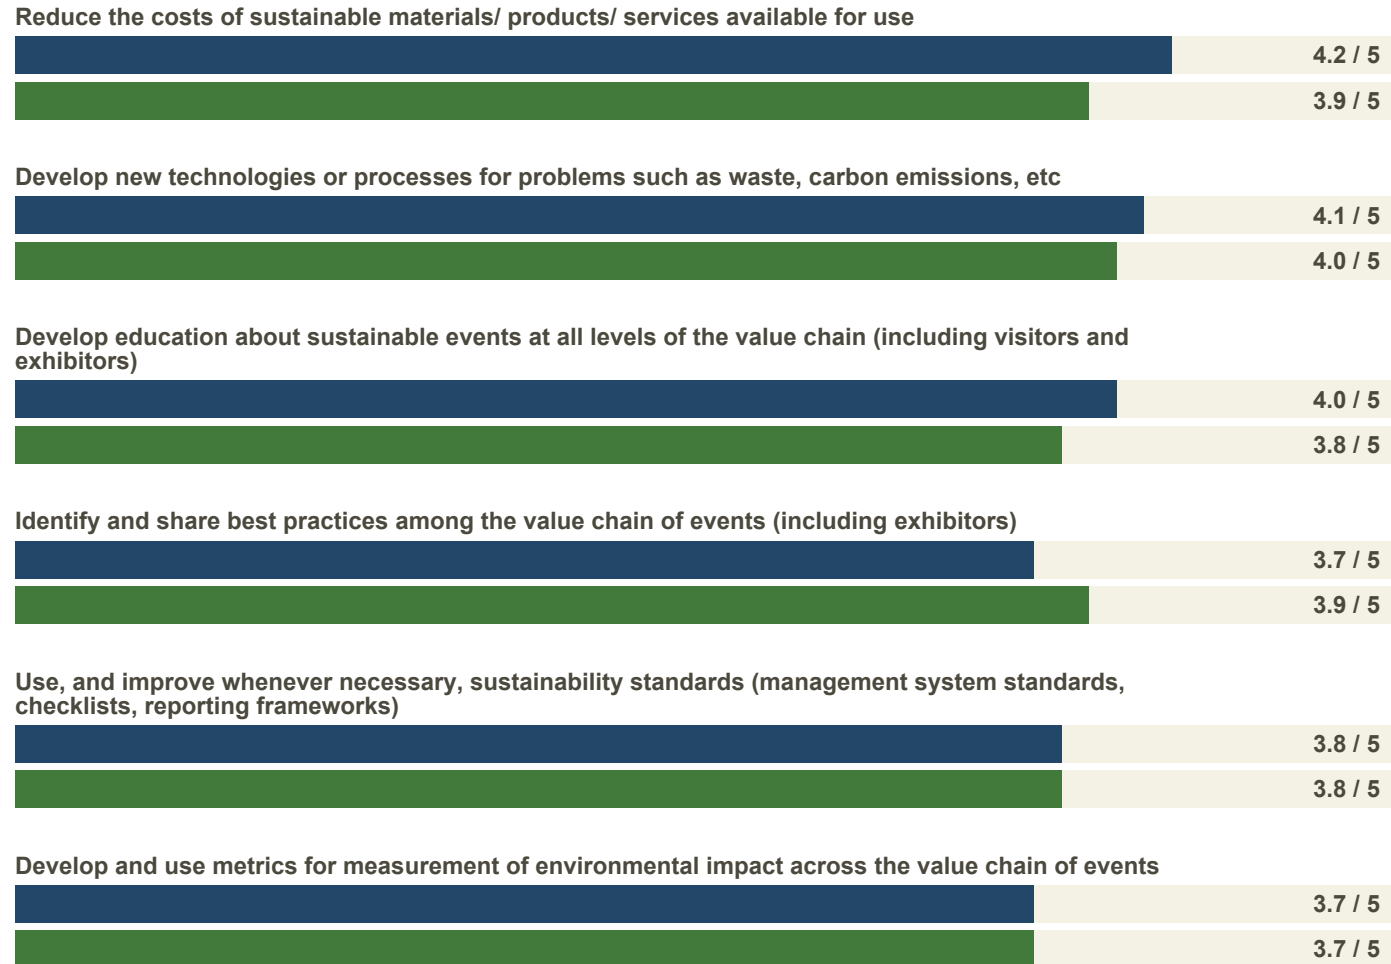 Reduce the costs of sustainable materials/ products/ services available for use
4.2 / 5
3.9 / 5
Develop new technologies or processes for problems such as waste, carbon emissions, etc
4.1 / 5
4.0 / 5
Develop education about sustainable events at all levels of the value chain (including visitors and
exhibitors)
4.0 / 5
3.8 / 5
Identify and share best practices among the value chain of events (including exhibitors)
3.7 / 5
3.9 / 5
Use, and improve whenever necessary, sustainability standards (management system standards,
checklists, reporting frameworks)
3.8 / 5
3.8 / 5
Develop and use metrics for measurement of environmental impact across the value chain of events
3.7 / 5
3.7 / 5